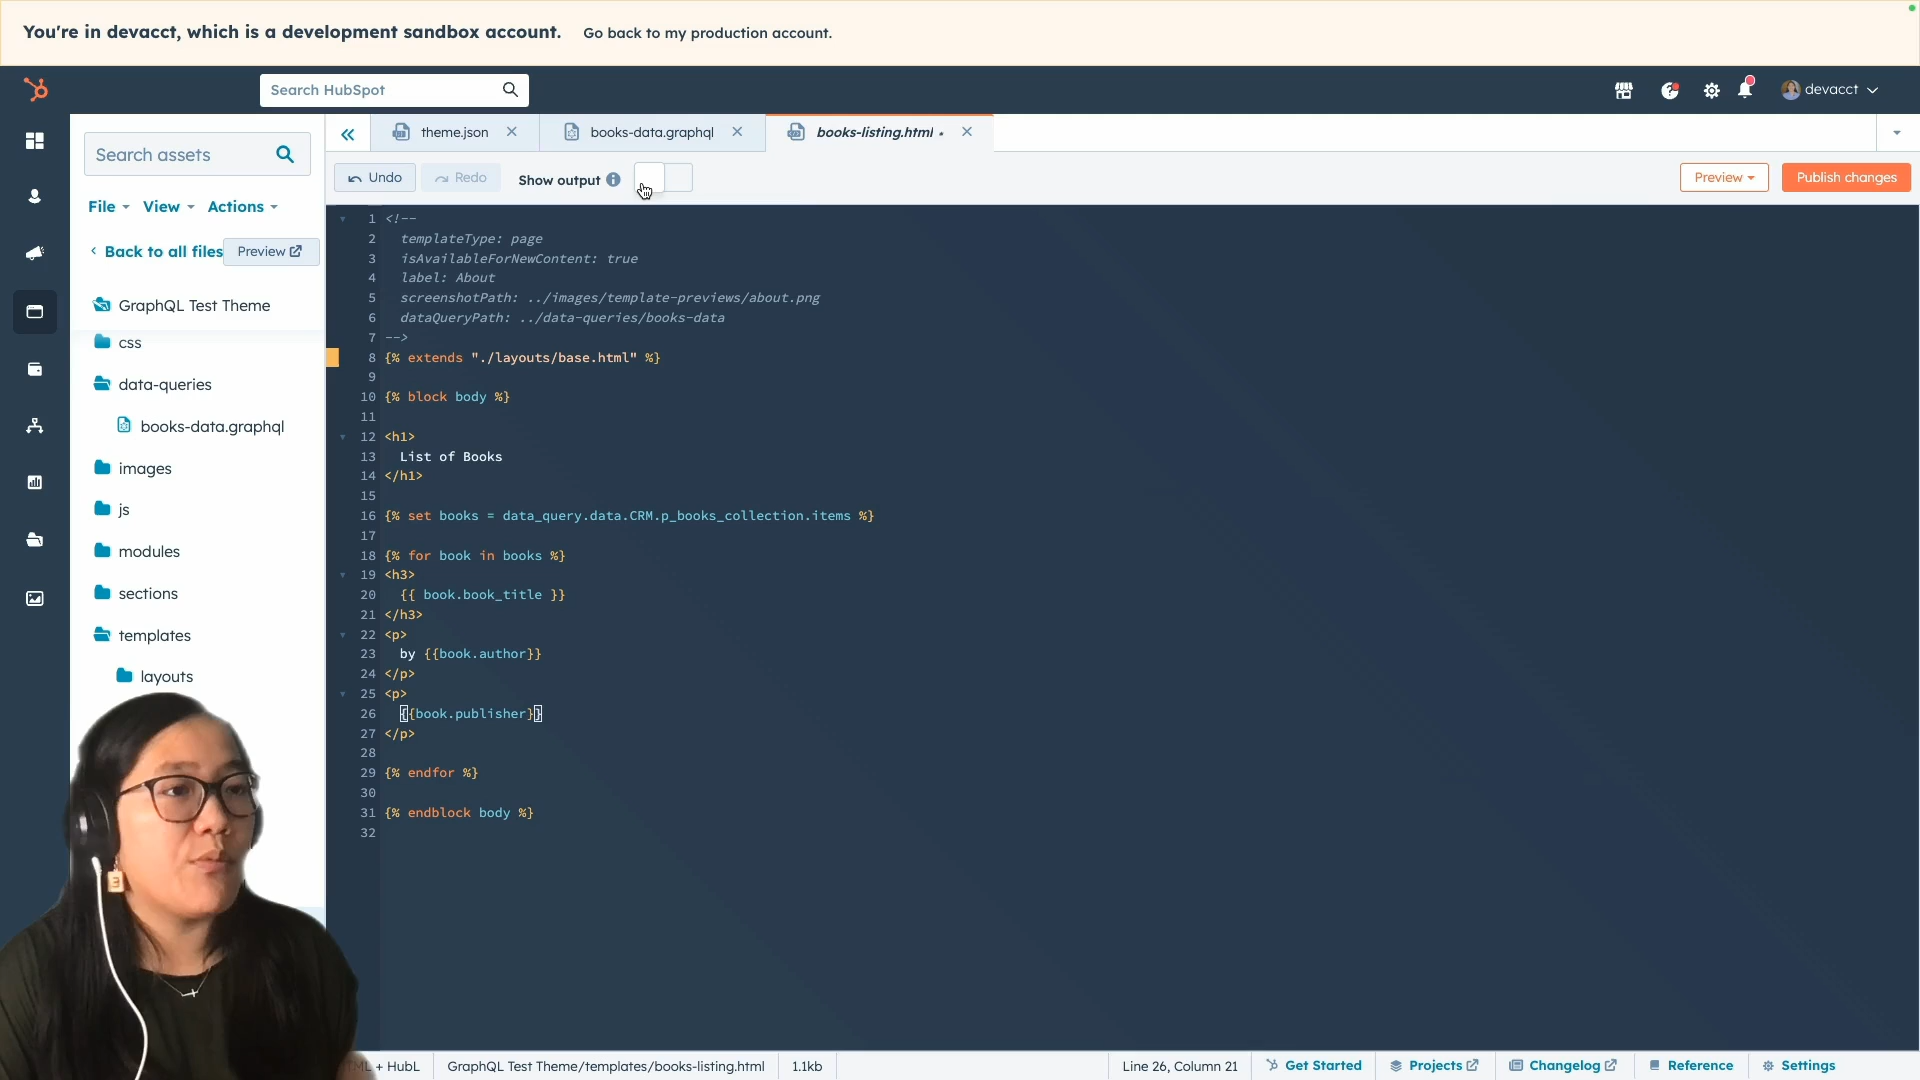 You're in devacct, which is a development sandbox account. Go back to my production account.
Search HubSpot
devacct
Search assets
File View Actions
Back to all files
Preview
GraphQL Test Theme
css
data-queries
books-data.graphql
images
js
modules
sections
templates
layouts
theme.json
books-data.graphql
books-listing.html •
Undo
Redo
Show output
Preview
Publish changes
1 <!--
2 templateType: page
3 isAvailableForNewContent: true
4 label: About
5 screenshotPath: ../images/template-previews/about.png
6 dataQueryPath: ../data-queries/books-data
7 -->
8 {% extends "./layouts/base.html" %}
9
10 {% block body %}
11
12 <h1>
13 List of Books
14 </h1>
15
16 {% set books = data_query.data.CRM.p_books_collection.items %}
17
18 {% for book in books %}
19 <h3>
20 {{ book.book_title }}
21 </h3>
22 <p>
23 by {{book.author}}
24 </p>
25 <p>
26 {{book.publisher}}
27 </p>
28
29 {% endfor %}
30
31 {% endblock body %}
32
+ HubL
GraphQL Test Theme/templates/books-listing.html
1.1kb
Line 26, Column 21
Get Started
Projects
Changelog
Reference
Settings